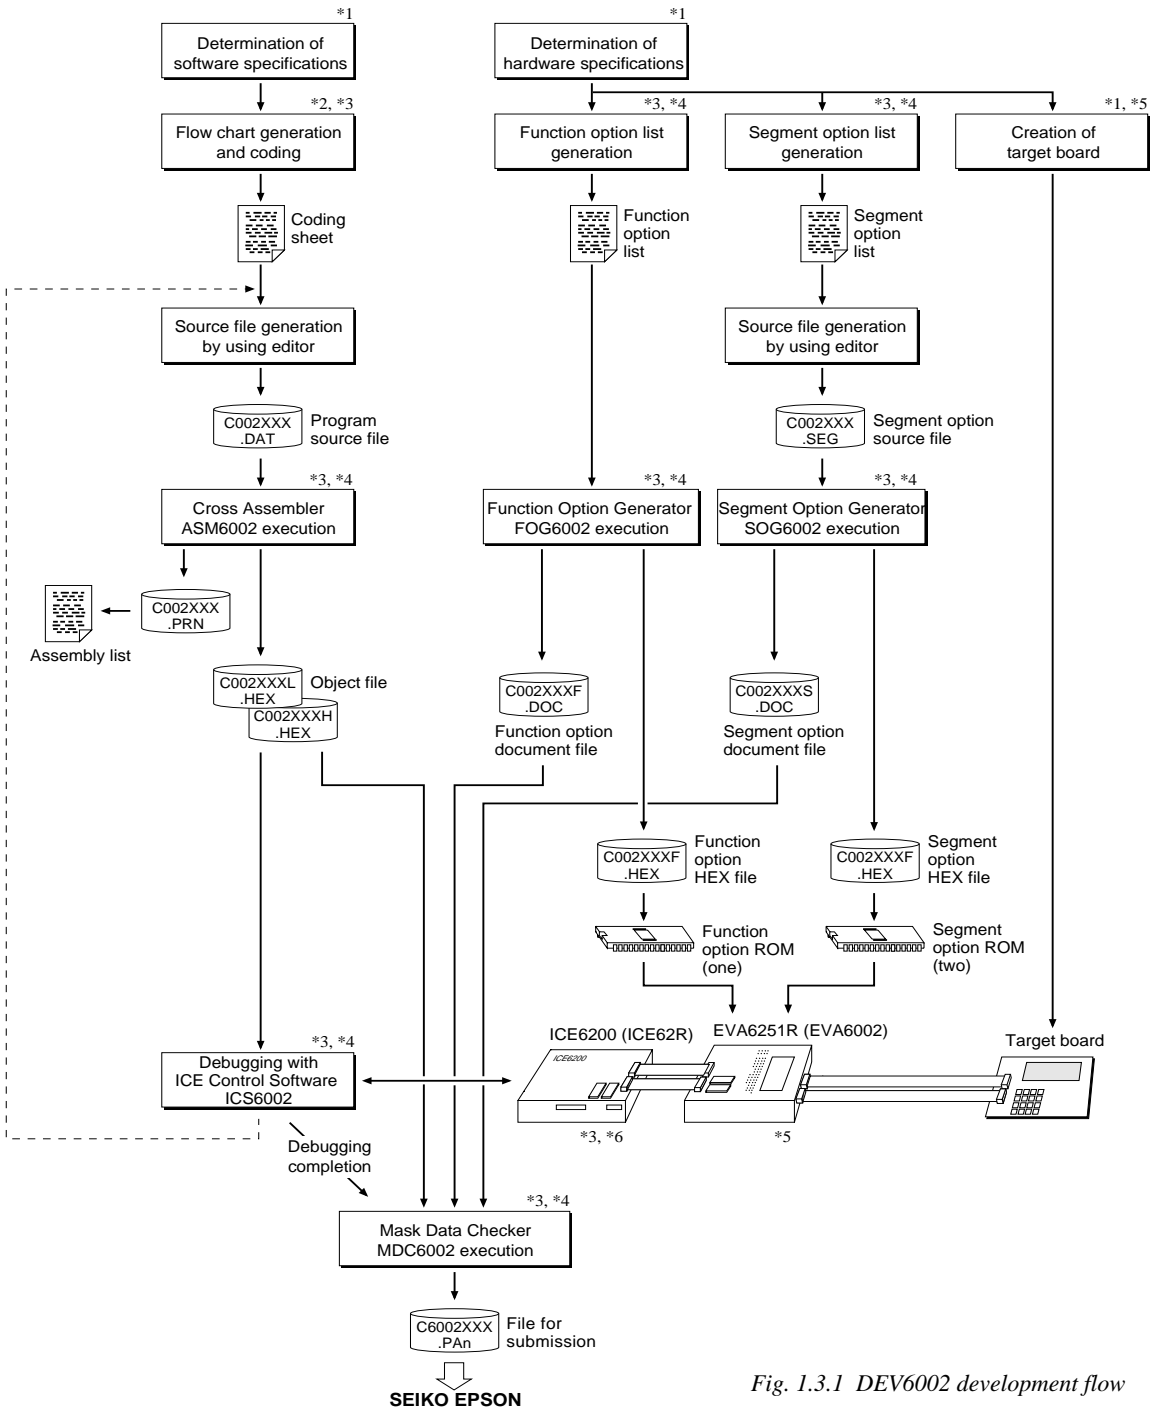 *1
Determination of
software specifications
*1
Determination of
hardware specifications
*2, *3
Flow chart generation
and coding
*3, *4
Function option list
generation
*3, *4
Segment option list
generation
*1, *5
Creation of
target board
Coding
sheet
Function
option
list
Segment
option
list
Source file generation
by using editor
Source file generation
by using editor
C002XXX
.DAT
Program
source file
C002XXX
.SEG
Segment option
source file
*3, *4
Cross Assembler
ASM6002 execution
*3, *4
Function Option Generator
FOG6002 execution
*3, *4
Segment Option Generator
SOG6002 execution
C002XXX
.PRN
Assembly list
C002XXXL
.HEX
Object file
C002XXXH
.HEX
C002XXXF
.DOC
Function option
document file
C002XXXS
.DOC
Segment option
document file
C002XXXF
.HEX
Function
option
HEX file
C002XXXF
.HEX
Segment
option
HEX file
Function
option ROM
(one)
Segment
option ROM
(two)
*3, *4
Debugging with
ICE Control Software
ICS6002
ICE6200 (ICE62R)
ICE6200
*3, *6
EVA6251R (EVA6002)
*5
Target board
Debugging
completion
*3, *4
Mask Data Checker
MDC6002 execution
C6002XXX
.PAn
File for
submission
SEIKO EPSON
Fig. 1.3.1 DEV6002 development flow